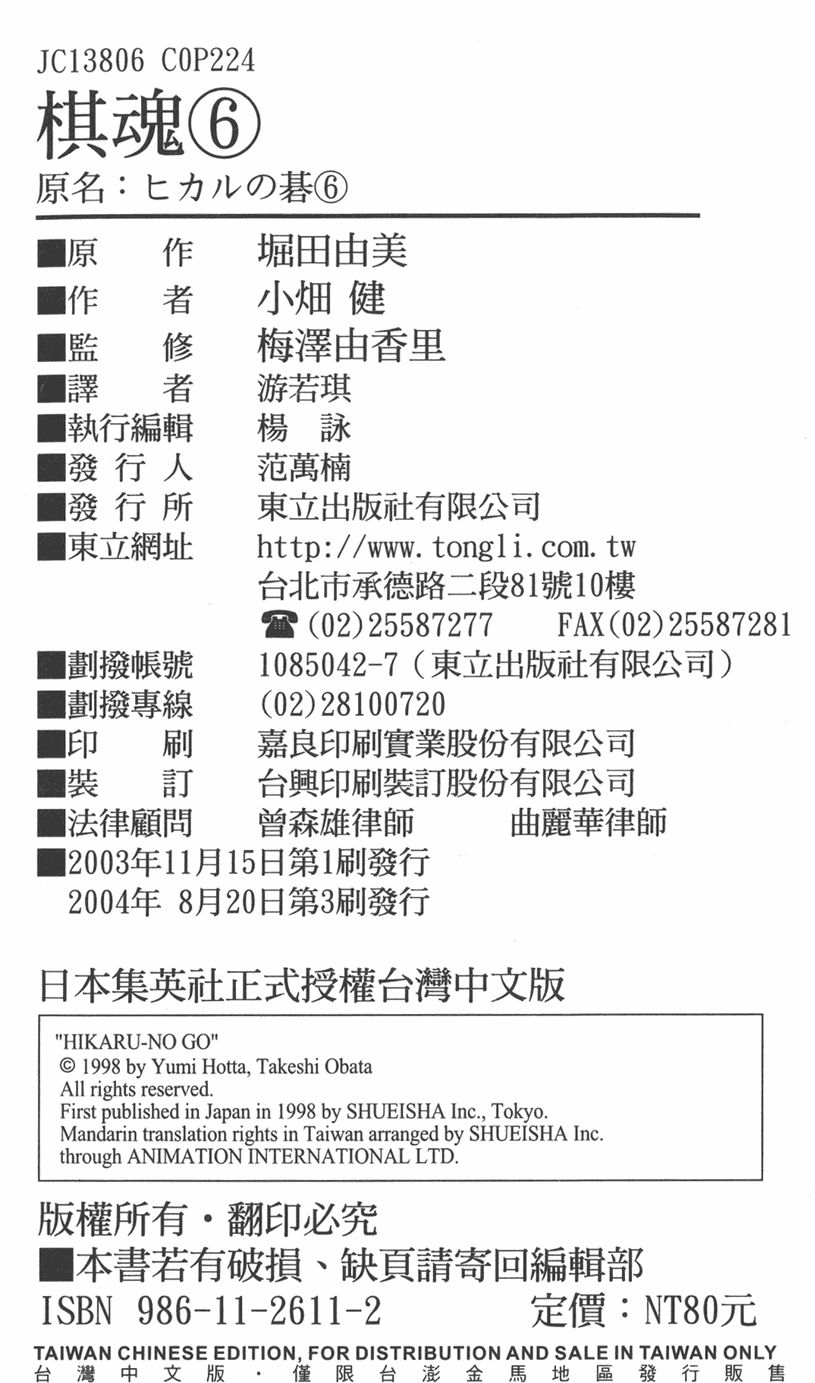 JC13806 C0P224
棋魂⑥
原名：ヒカルの碁⑥
■原 作 堀田由美
■作 者 小畑 健
■監 修 梅澤由香里
■譯 者 游若琪
■執行編輯 楊 詠
■發行人 范萬楠
■發行所 東立出版社有限公司
■東立網址 http://www.tongli.com.tw
台北市承德路二段81號10樓
☎(02)25587277 FAX(02)25587281
■劃撥帳號 1085042-7（東立出版社有限公司）
■劃撥專線 (02)28100720
■印 刷 嘉良印刷實業股份有限公司
■裝 訂 台興印刷裝訂股份有限公司
■法律顧問 曾森雄律師 曲麗華律師
■2003年11月15日第1刷發行
2004年 8月20日第3刷發行
日本集英社正式授權台灣中文版
"HIKARU-NO GO"
© 1998 by Yumi Hotta, Takeshi Obata
All rights reserved.
First published in Japan in 1998 by SHUEISHA Inc., Tokyo.
Mandarin translation rights in Taiwan arranged by SHUEISHA Inc.
through ANIMATION INTERNATIONAL LTD.
版權所有・翻印必究
■本書若有破損、缺頁請寄回編輯部
ISBN 986-11-2611-2 定價：NT80元
TAIWAN CHINESE EDITION, FOR DISTRIBUTION AND SALE IN TAIWAN ONLY
台灣中文版・僅限台澎金馬地區發行販售